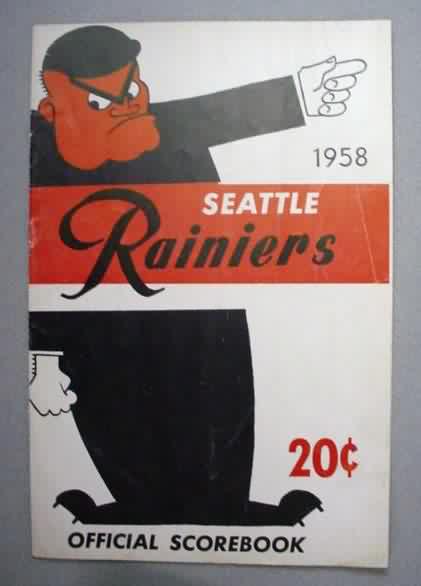 1958
SEATTLE
Rainiers
20¢
OFFICIAL SCOREBOOK